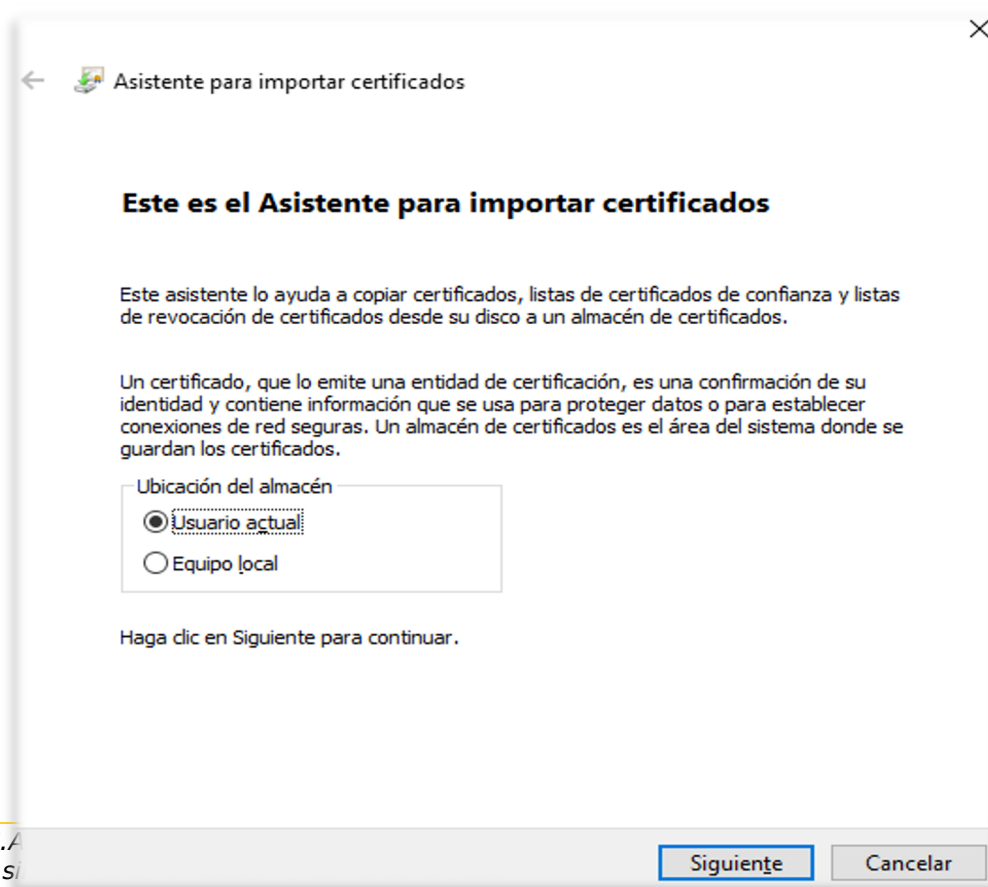 Asistente para importar certificados
Este es el Asistente para importar certificados
Este asistente lo ayuda a copiar certificados, listas de certificados de confianza y listas
de revocación de certificados desde su disco a un almacén de certificados.
Un certificado, que lo emite una entidad de certificación, es una confirmación de su
identidad y contiene información que se usa para proteger datos o para establecer
conexiones de red seguras. Un almacén de certificados es el área del sistema donde se
guardan los certificados.
Ubicación del almacén
Usuario actual
Equipo local
Haga clic en Siguiente para continuar.
.A
si
Siguiente
Cancelar